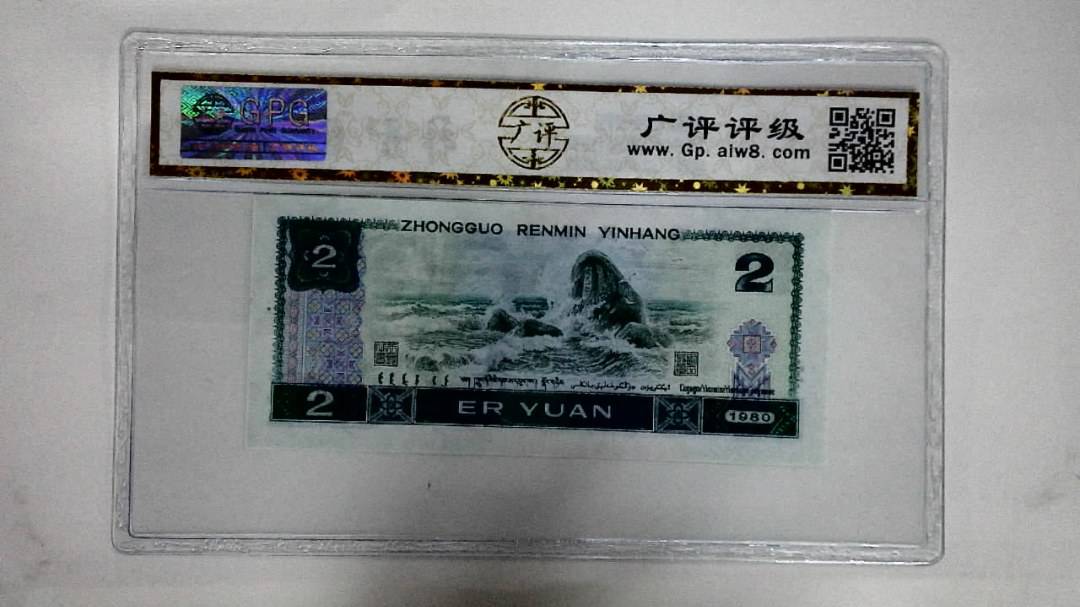 GPG
广评
广评评级
www. Gp. aiw8. com
ZHONGGUO RENMIN YINHANG
2
2
2
ER YUAN
1980